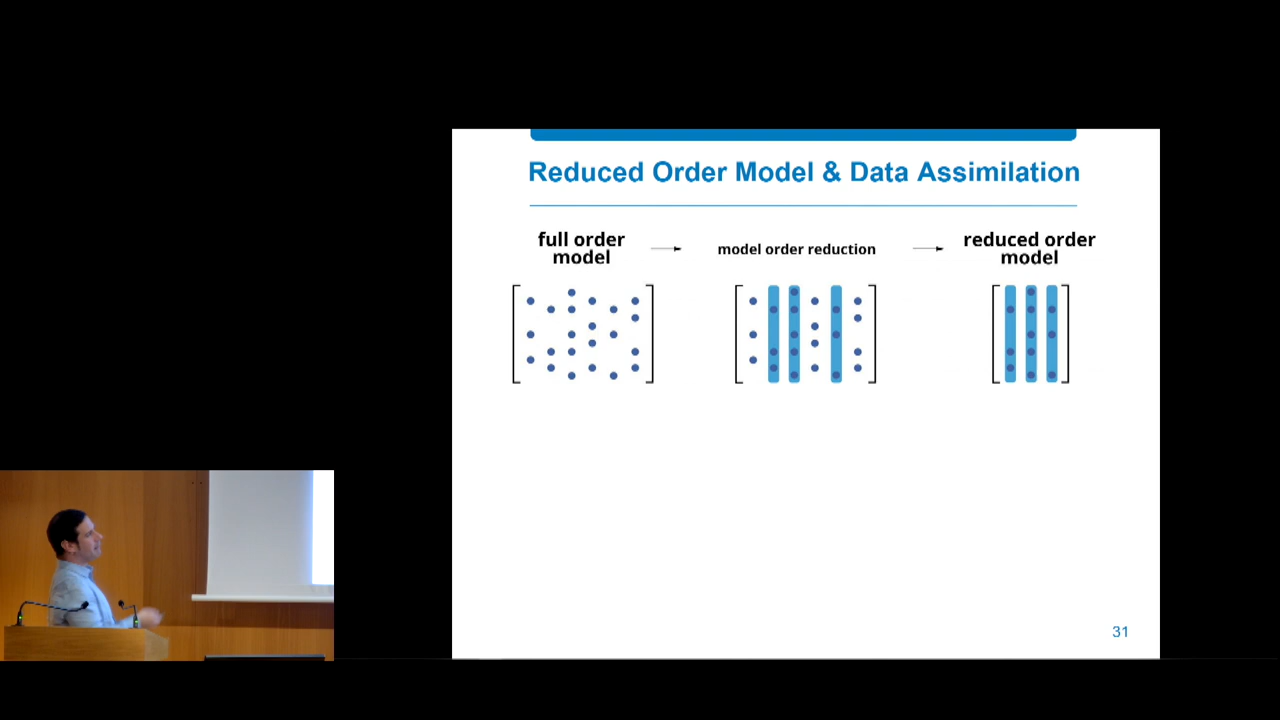 Reduced Order Model & Data Assimilation
full order
model
model order reduction
reduced order
model
31